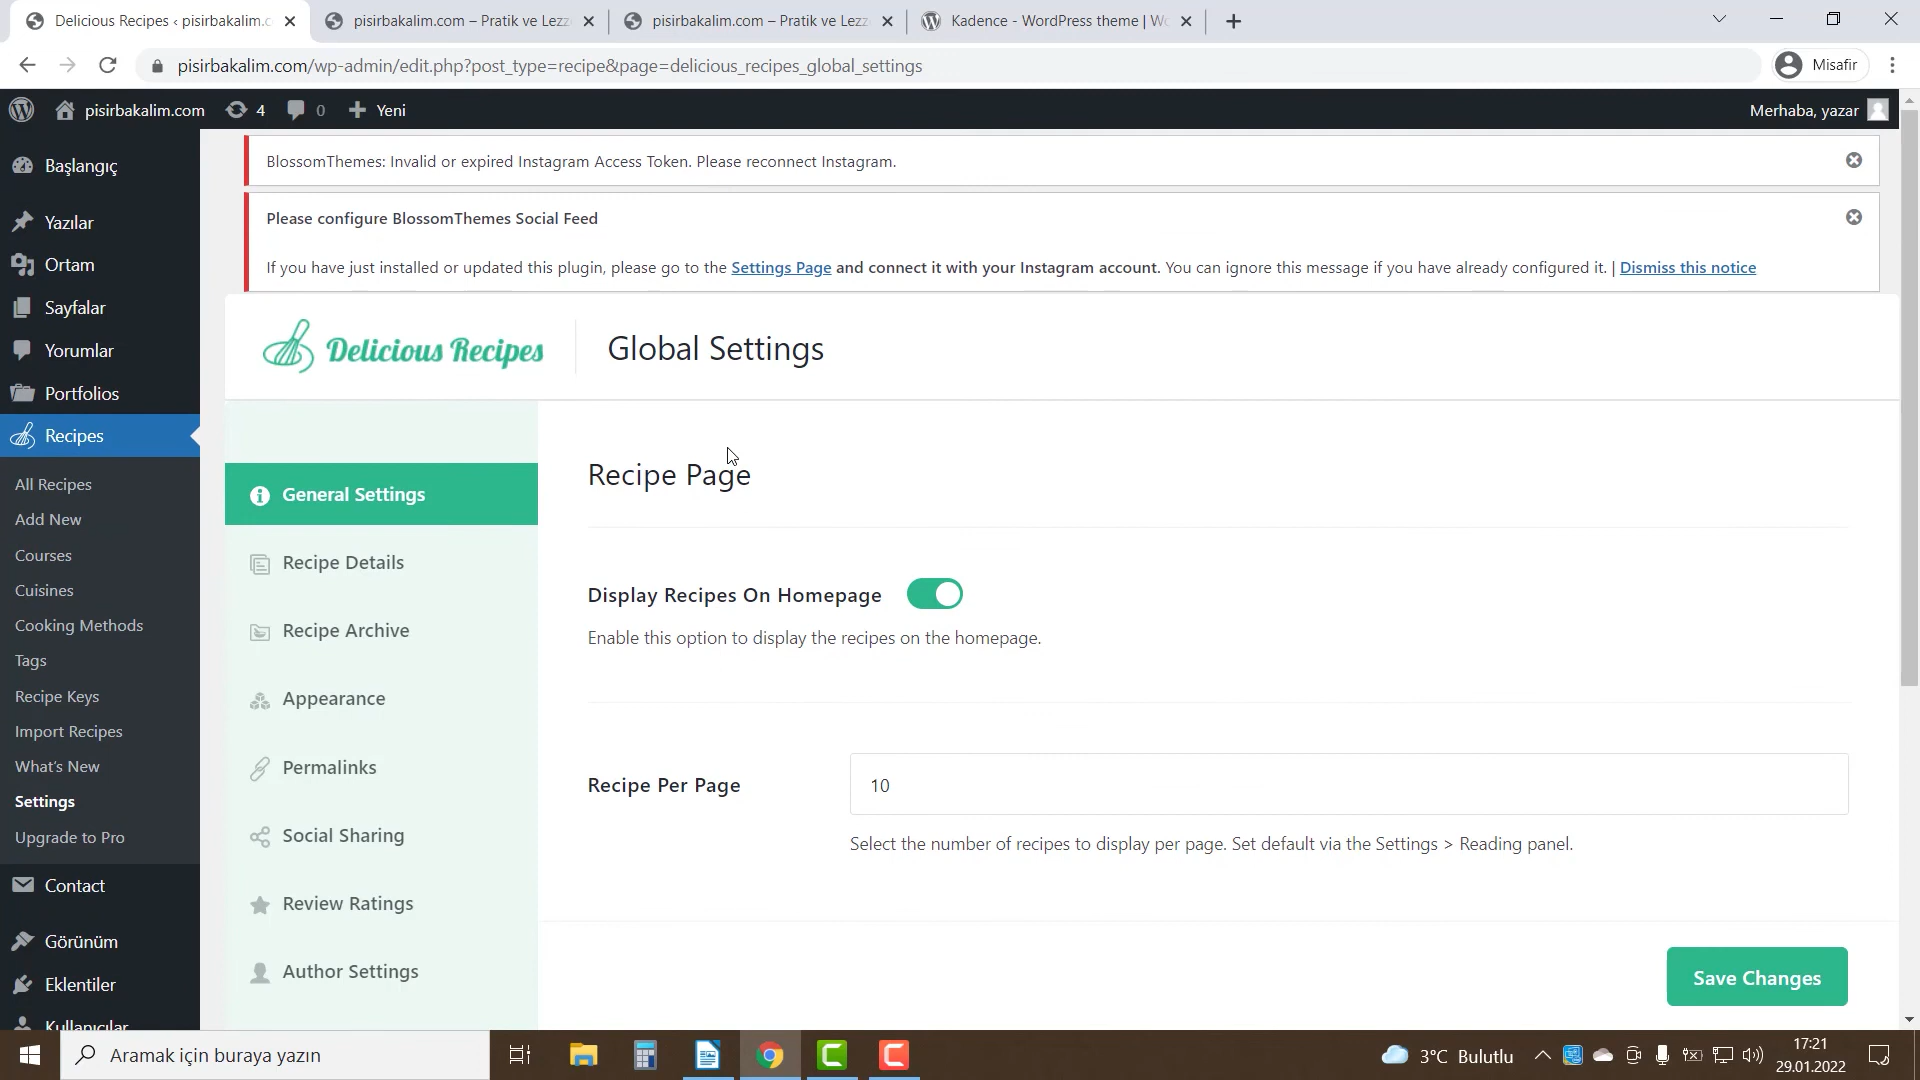 Delicious Recipes ‹ pisirbakalim.c
pisirbakalim.com – Pratik ve Lezz
pisirbakalim.com – Pratik ve Lezz
Kadence - WordPress theme | W
pisirbakalim.com/wp-admin/edit.php?post_type=recipe&page=delicious_recipes_global_settings
Misafir
pisirbakalim.com
4
0
Yeni
Merhaba, yazar
Başlangıç
Yazılar
Ortam
Sayfalar
Yorumlar
Portfolios
Recipes
All Recipes
Add New
Courses
Cuisines
Cooking Methods
Tags
Recipe Keys
Import Recipes
What's New
Settings
Upgrade to Pro
Contact
Görünüm
Eklentiler
Kullanıcılar
BlossomThemes: Invalid or expired Instagram Access Token. Please reconnect Instagram.
Please configure BlossomThemes Social Feed
If you have just installed or updated this plugin, please go to the Settings Page and connect it with your Instagram account. You can ignore this message if you have already configured it. | Dismiss this notice
Delicious Recipes
Global Settings
General Settings
Recipe Details
Recipe Archive
Appearance
Permalinks
Social Sharing
Review Ratings
Author Settings
Recipe Page
Display Recipes On Homepage
Enable this option to display the recipes on the homepage.
Recipe Per Page
10
Select the number of recipes to display per page. Set default via the Settings > Reading panel.
Save Changes
Aramak için buraya yazın
3°C Bulutlu
17:21
29.01.2022